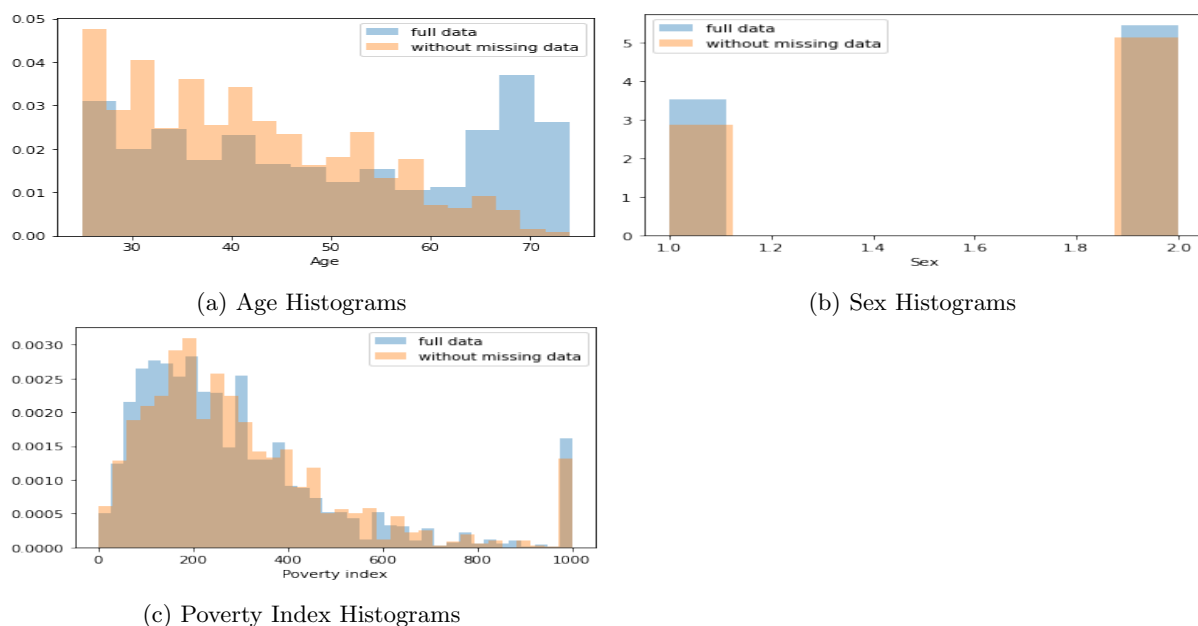 0.05
0.04
0.03
0.02
0.01
0.00
full data
without missing data
30 40 50 60 70
Age
(a) Age Histograms
5
4
3
2
1
0
full data
without missing data
1.0 1.2 1.4 1.6 1.8 2.0
Sex
(b) Sex Histograms
0.0030
0.0025
0.0020
0.0015
0.0010
0.0005
0.0000
full data
without missing data
0 200 400 600 800 1000
Poverty index
(c) Poverty Index Histograms